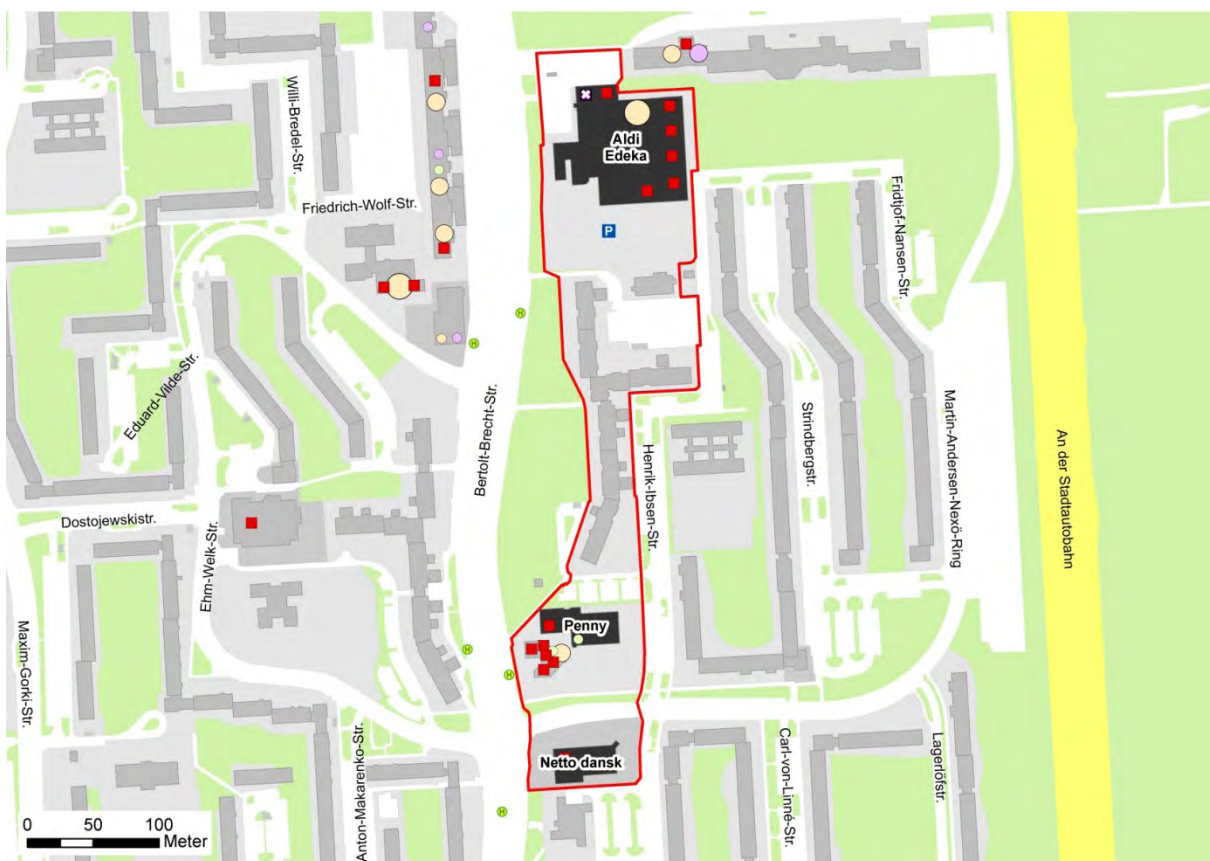 Willi-Bredel-Str.
Friedrich-Wolf-Str.
Aldi
Edeka
P
Fridtjof-Nansen-Str.
H
H
Eduard-Vilde-Str.
Bertolt-Brecht-Str.
Strindbergstr.
Martin-Andersen-Nexö-Ring
An der Stadtautobahn
Henrik-Ibsen-Str.
Dostojewskistr.
Ehm-Welk-Str.
Maxim-Gorki-Str.
Penny
H
H
Netto dansk
Anton-Makarenko-Str.
Carl-von-Linné-Str.
Lagerlöfstr.
H
0 50 100
Meter